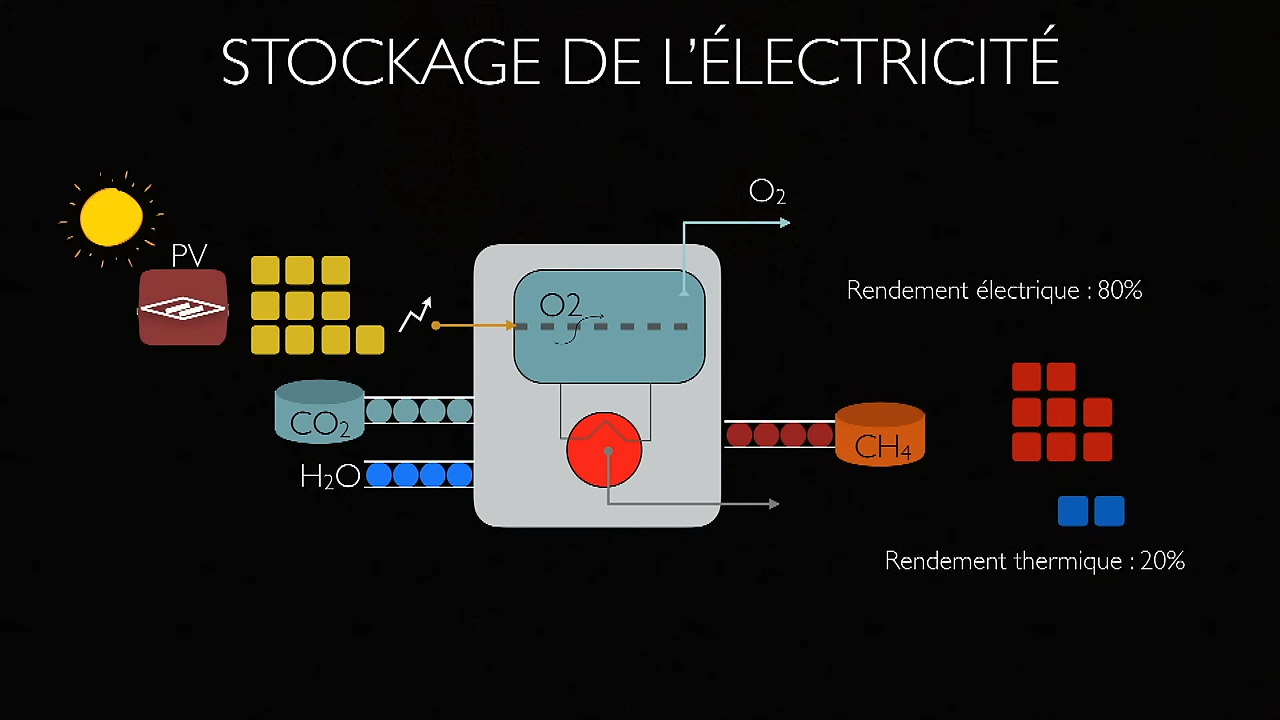 STOCKAGE DE L'ÉLECTRICITÉ
O₂
PV
O2
Rendement électrique : 80%
CO₂
CH₄
H₂O
Rendement thermique : 20%